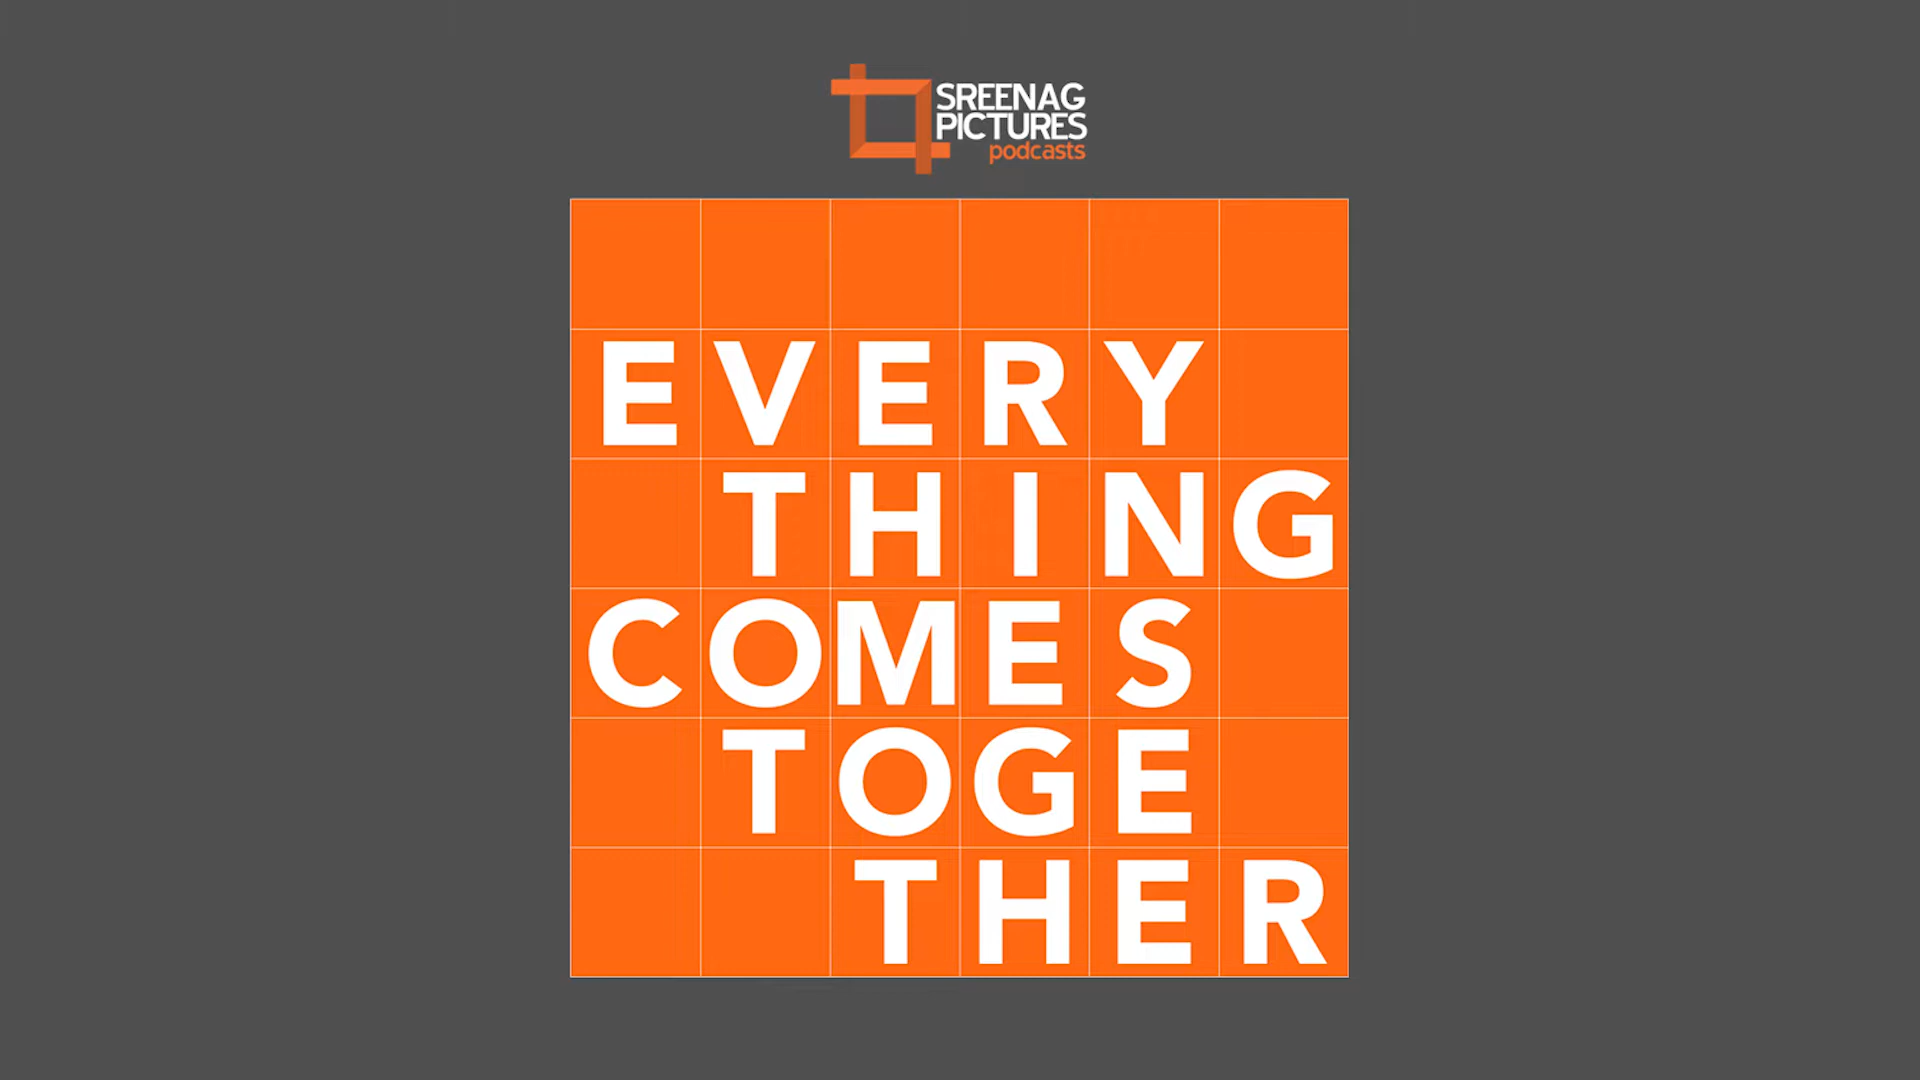 SREENAG
PICTURES
podcasts
EVERY
THING
COMES
TOGE
THER